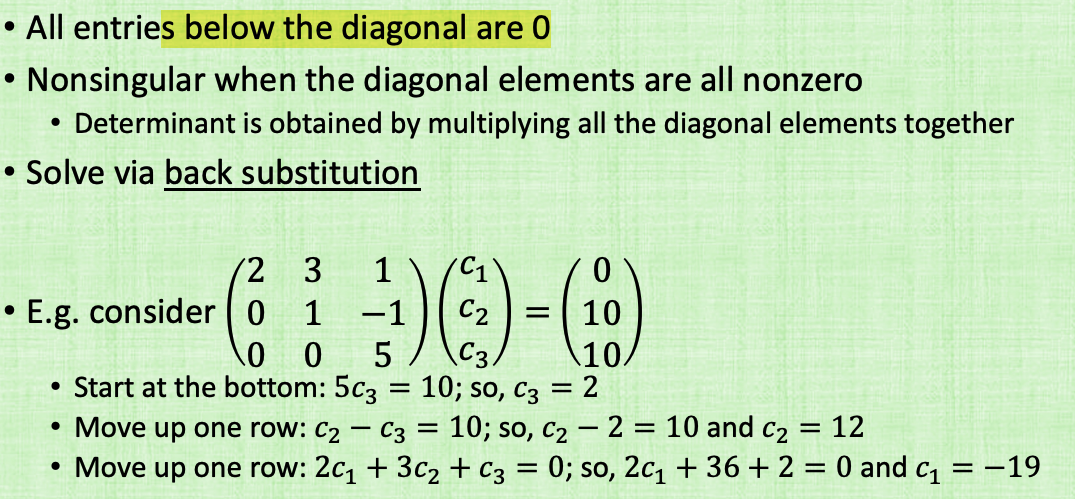 • All entries below the diagonal are 0
• Nonsingular when the diagonal elements are all nonzero
• Determinant is obtained by multiplying all the diagonal elements together
• Solve via back substitution
• E.g. consider $\begin{pmatrix} 2 & 3 & 1 \\ 0 & 1 & -1 \\ 0 & 0 & 5 \end{pmatrix} \begin{pmatrix} c_1 \\ c_2 \\ c_3 \end{pmatrix} = \begin{pmatrix} 0 \\ 10 \\ 10 \end{pmatrix}$
• Start at the bottom: $5c_3 = 10$; so, $c_3 = 2$
• Move up one row: $c_2 - c_3 = 10$; so, $c_2 - 2 = 10$ and $c_2 = 12$
• Move up one row: $2c_1 + 3c_2 + c_3 = 0$; so, $2c_1 + 36 + 2 = 0$ and $c_1 = -19$